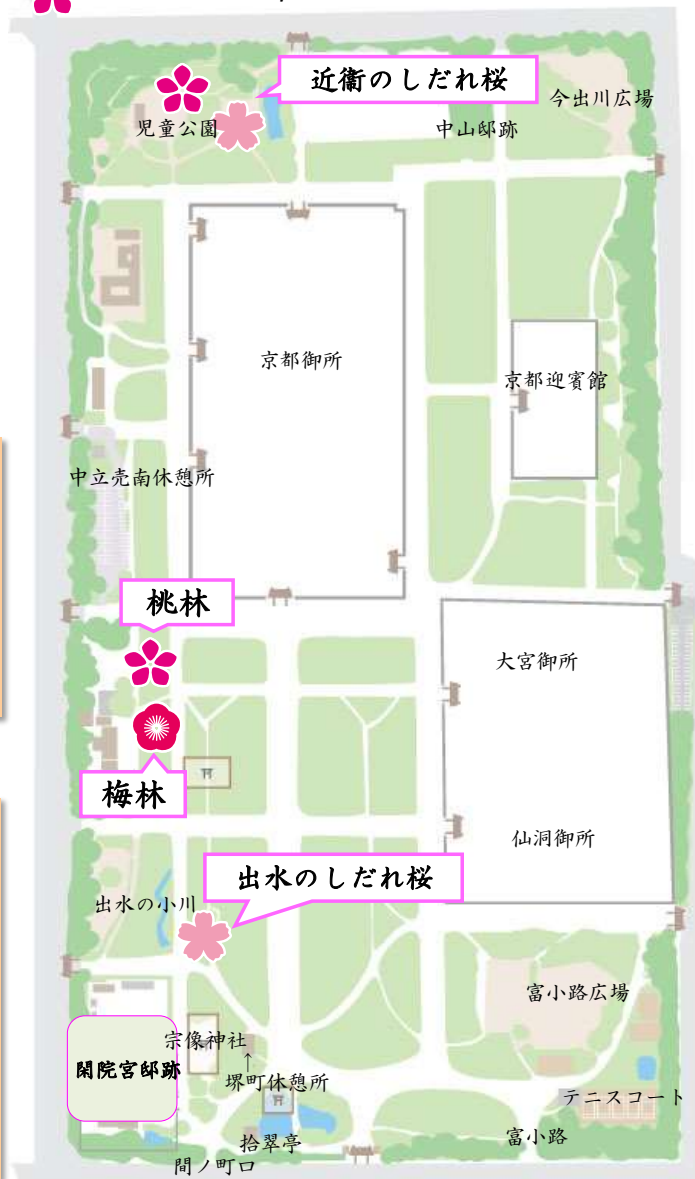 近衞のしだれ桜
今出川広場
児童公園
中山邸跡
京都御所
京都迎賓館
中立売南休憩所
桃林
大宮御所
梅林
仙洞御所
出水のしだれ桜
出水の小川
富小路広場
宗像神社
↑
閑院宮邸跡
堺町休憩所
テニスコート
拾翠亭
富小路
間ノ町口